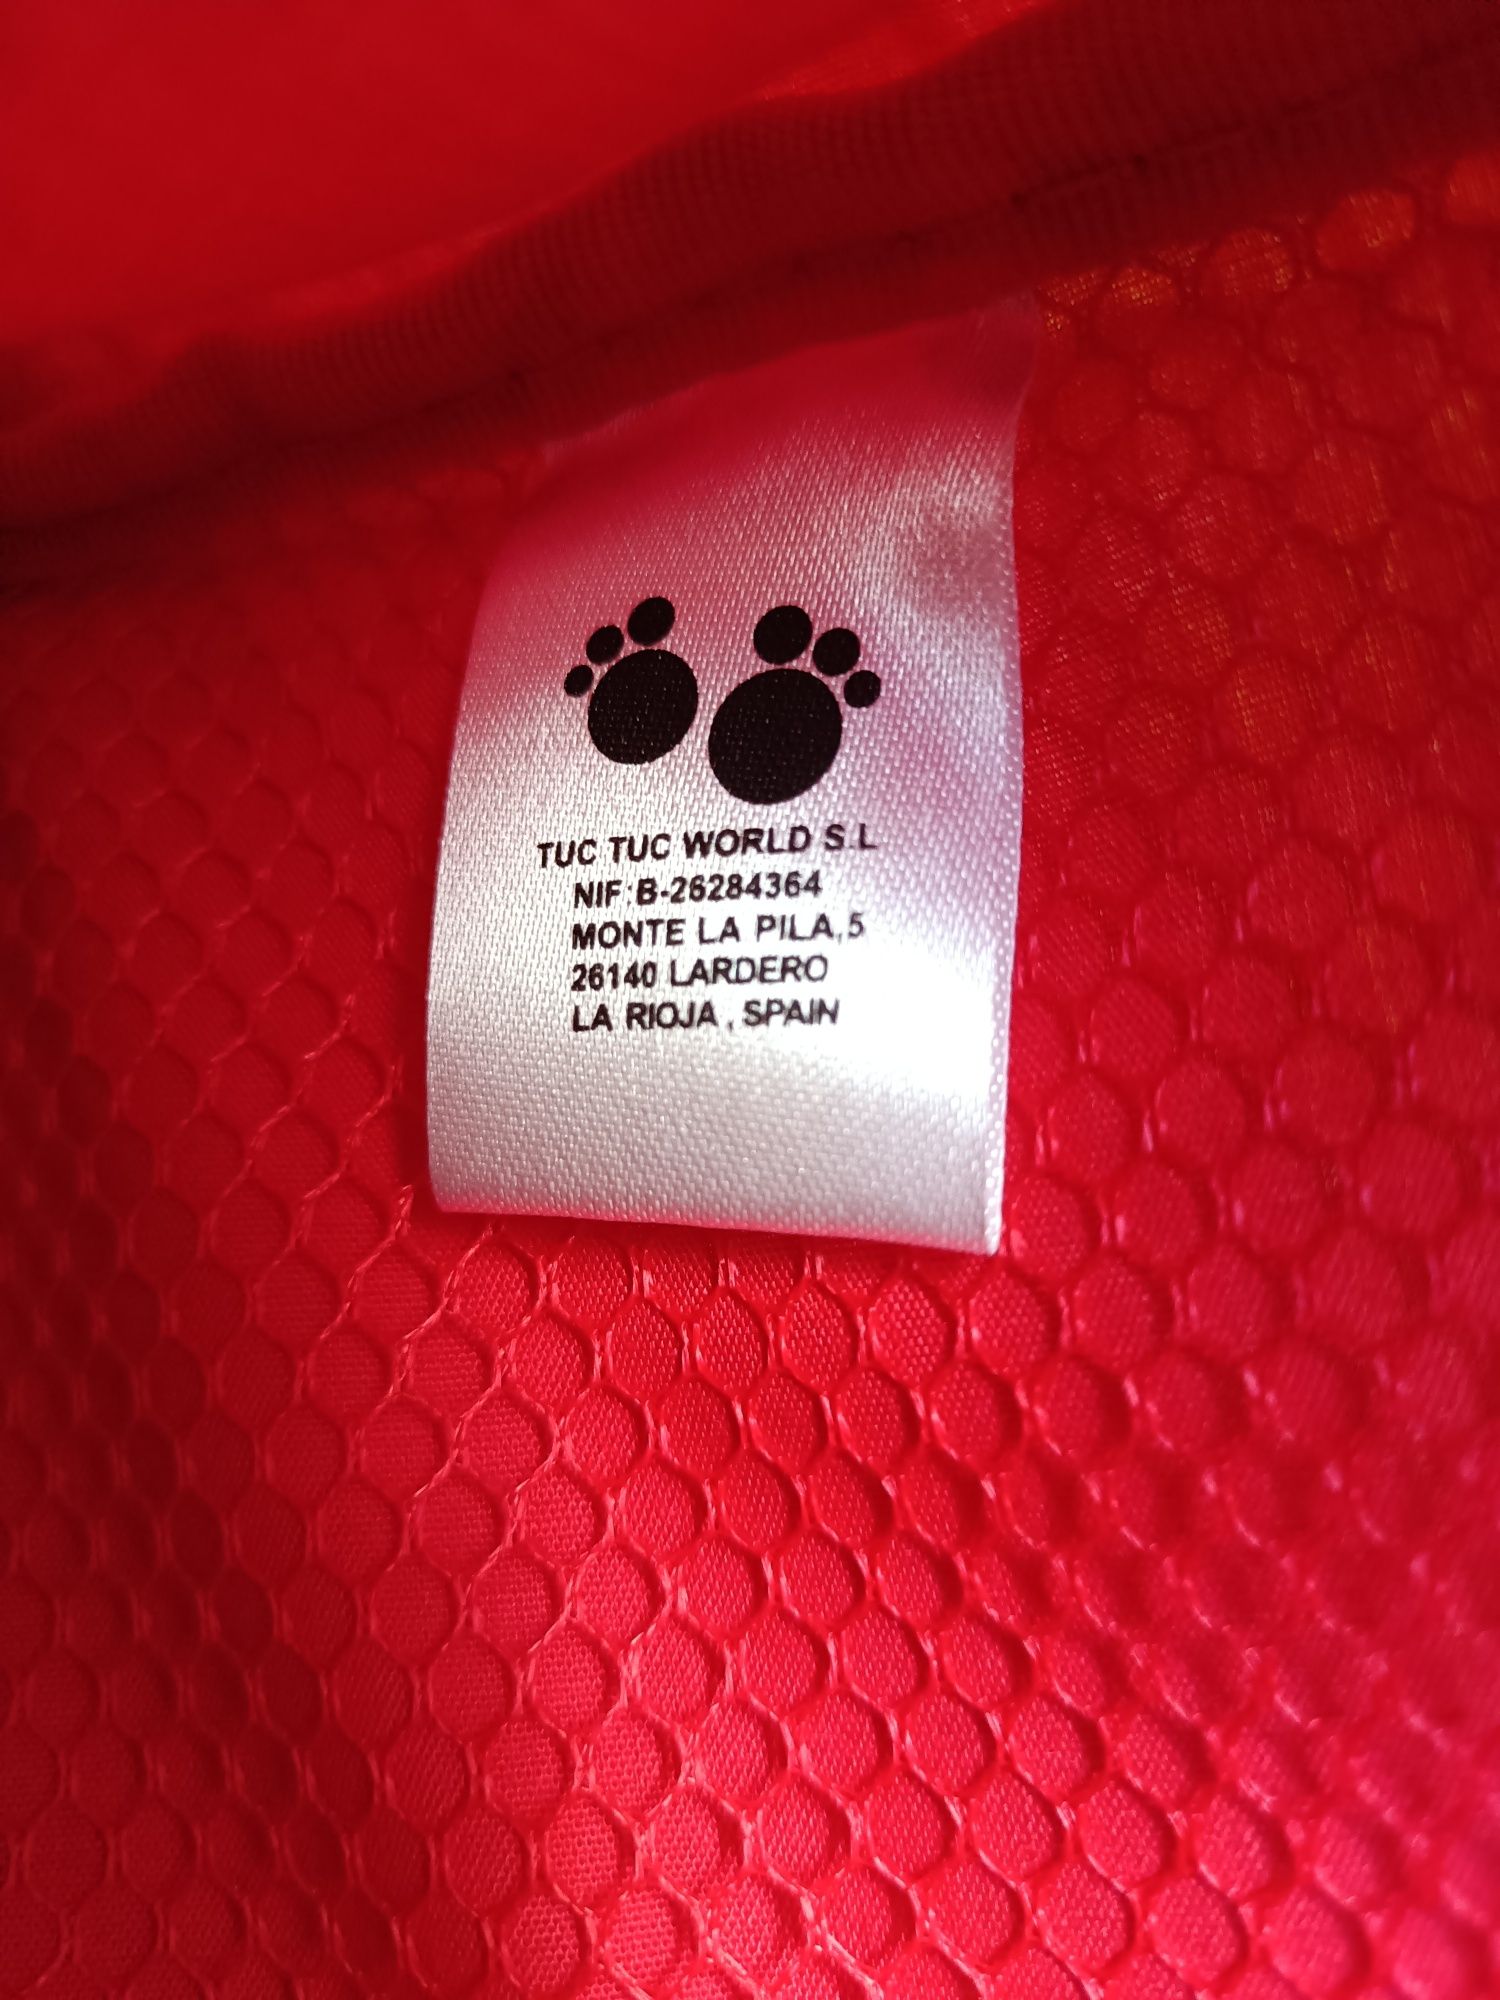 TUC TUC WORLD S.L
NIF:B-26284364
MONTE LA PILA,5
26140 LARDERO
LA RIOJA , SPAIN